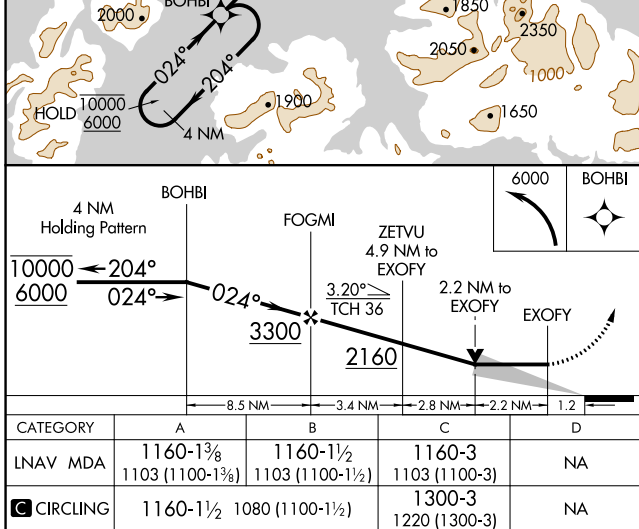 BOHBI
2000
1850
2350
2050
1000
024°
204°
HOLD
10000
6000
4 NM
1900
1650
6000
BOHBI
BOHBI
4 NM
Holding Pattern
FOGMI
ZETVU
4.9 NM to
EXOFY
2.2 NM to
EXOFY
EXOFY
10000
6000
204°
024°
024°
3.20°
TCH 36
3300
2160
8.5 NM
3.4 NM
2.8 NM
2.2 NM
1.2
CATEGORY A B C D
LNAV MDA 1160-1⅜ 1160-1½ 1160-3 NA
1103 (1100-1⅜) 1103 (1100-1½) 1103 (1100-3)
C CIRCLING 1160-1½ 1080 (1100-1½) 1300-3 NA
1220 (1300-3)